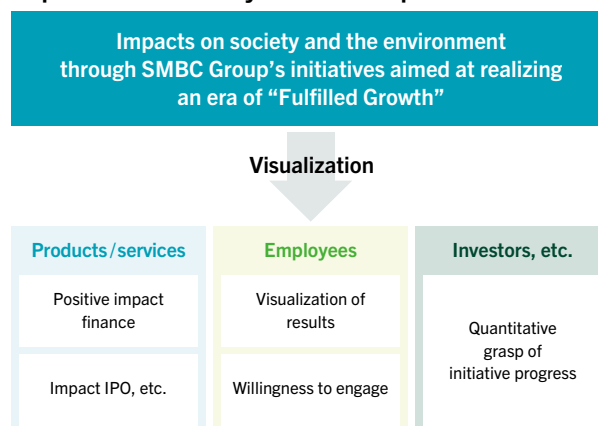 Impacts on society and the environment
through SMBC Group's initiatives aimed at realizing
an era of “Fulfilled Growth”
Visualization
Products/services
Positive impact
finance
Impact IPO, etc.
Employees
Visualization of
results
Willingness to engage
Investors, etc.
Quantitative
grasp of
initiative progress